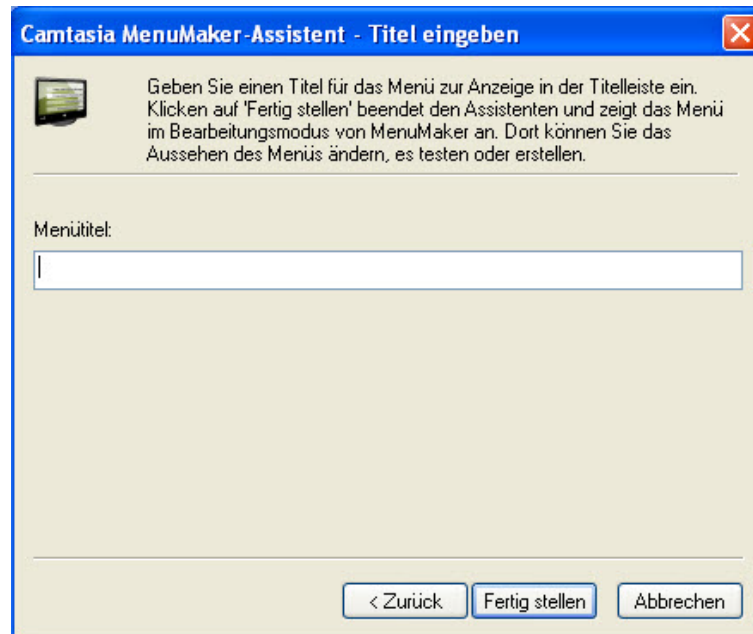 Camtasia MenuMaker-Assistent - Titel eingeben
Geben Sie einen Titel für das Menü zur Anzeige in der Titelleiste ein.
Klicken auf 'Fertig stellen' beendet den Assistenten und zeigt das Menü
im Bearbeitungsmodus von MenuMaker an. Dort können Sie das
Aussehen des Menüs ändern, es testen oder erstellen.
Menütitel:
< Zurück
Fertig stellen
Abbrechen